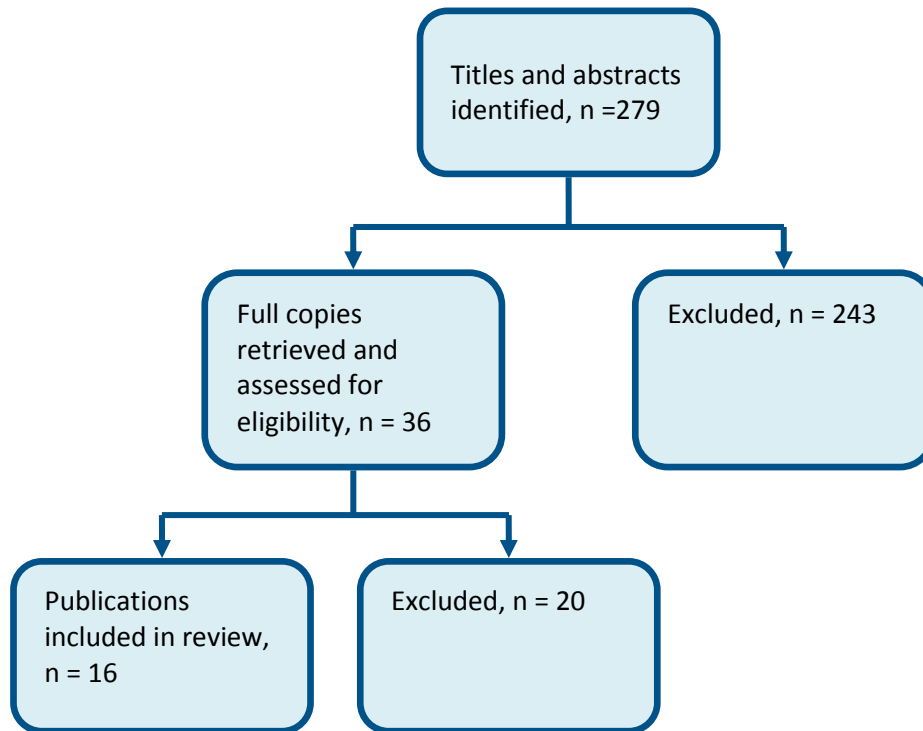 Titles and abstracts
identified, n =279
Full copies
retrieved and
assessed for
eligibility, n = 36
Excluded, n = 243
Publications
included in review,
n = 16
Excluded, n = 20